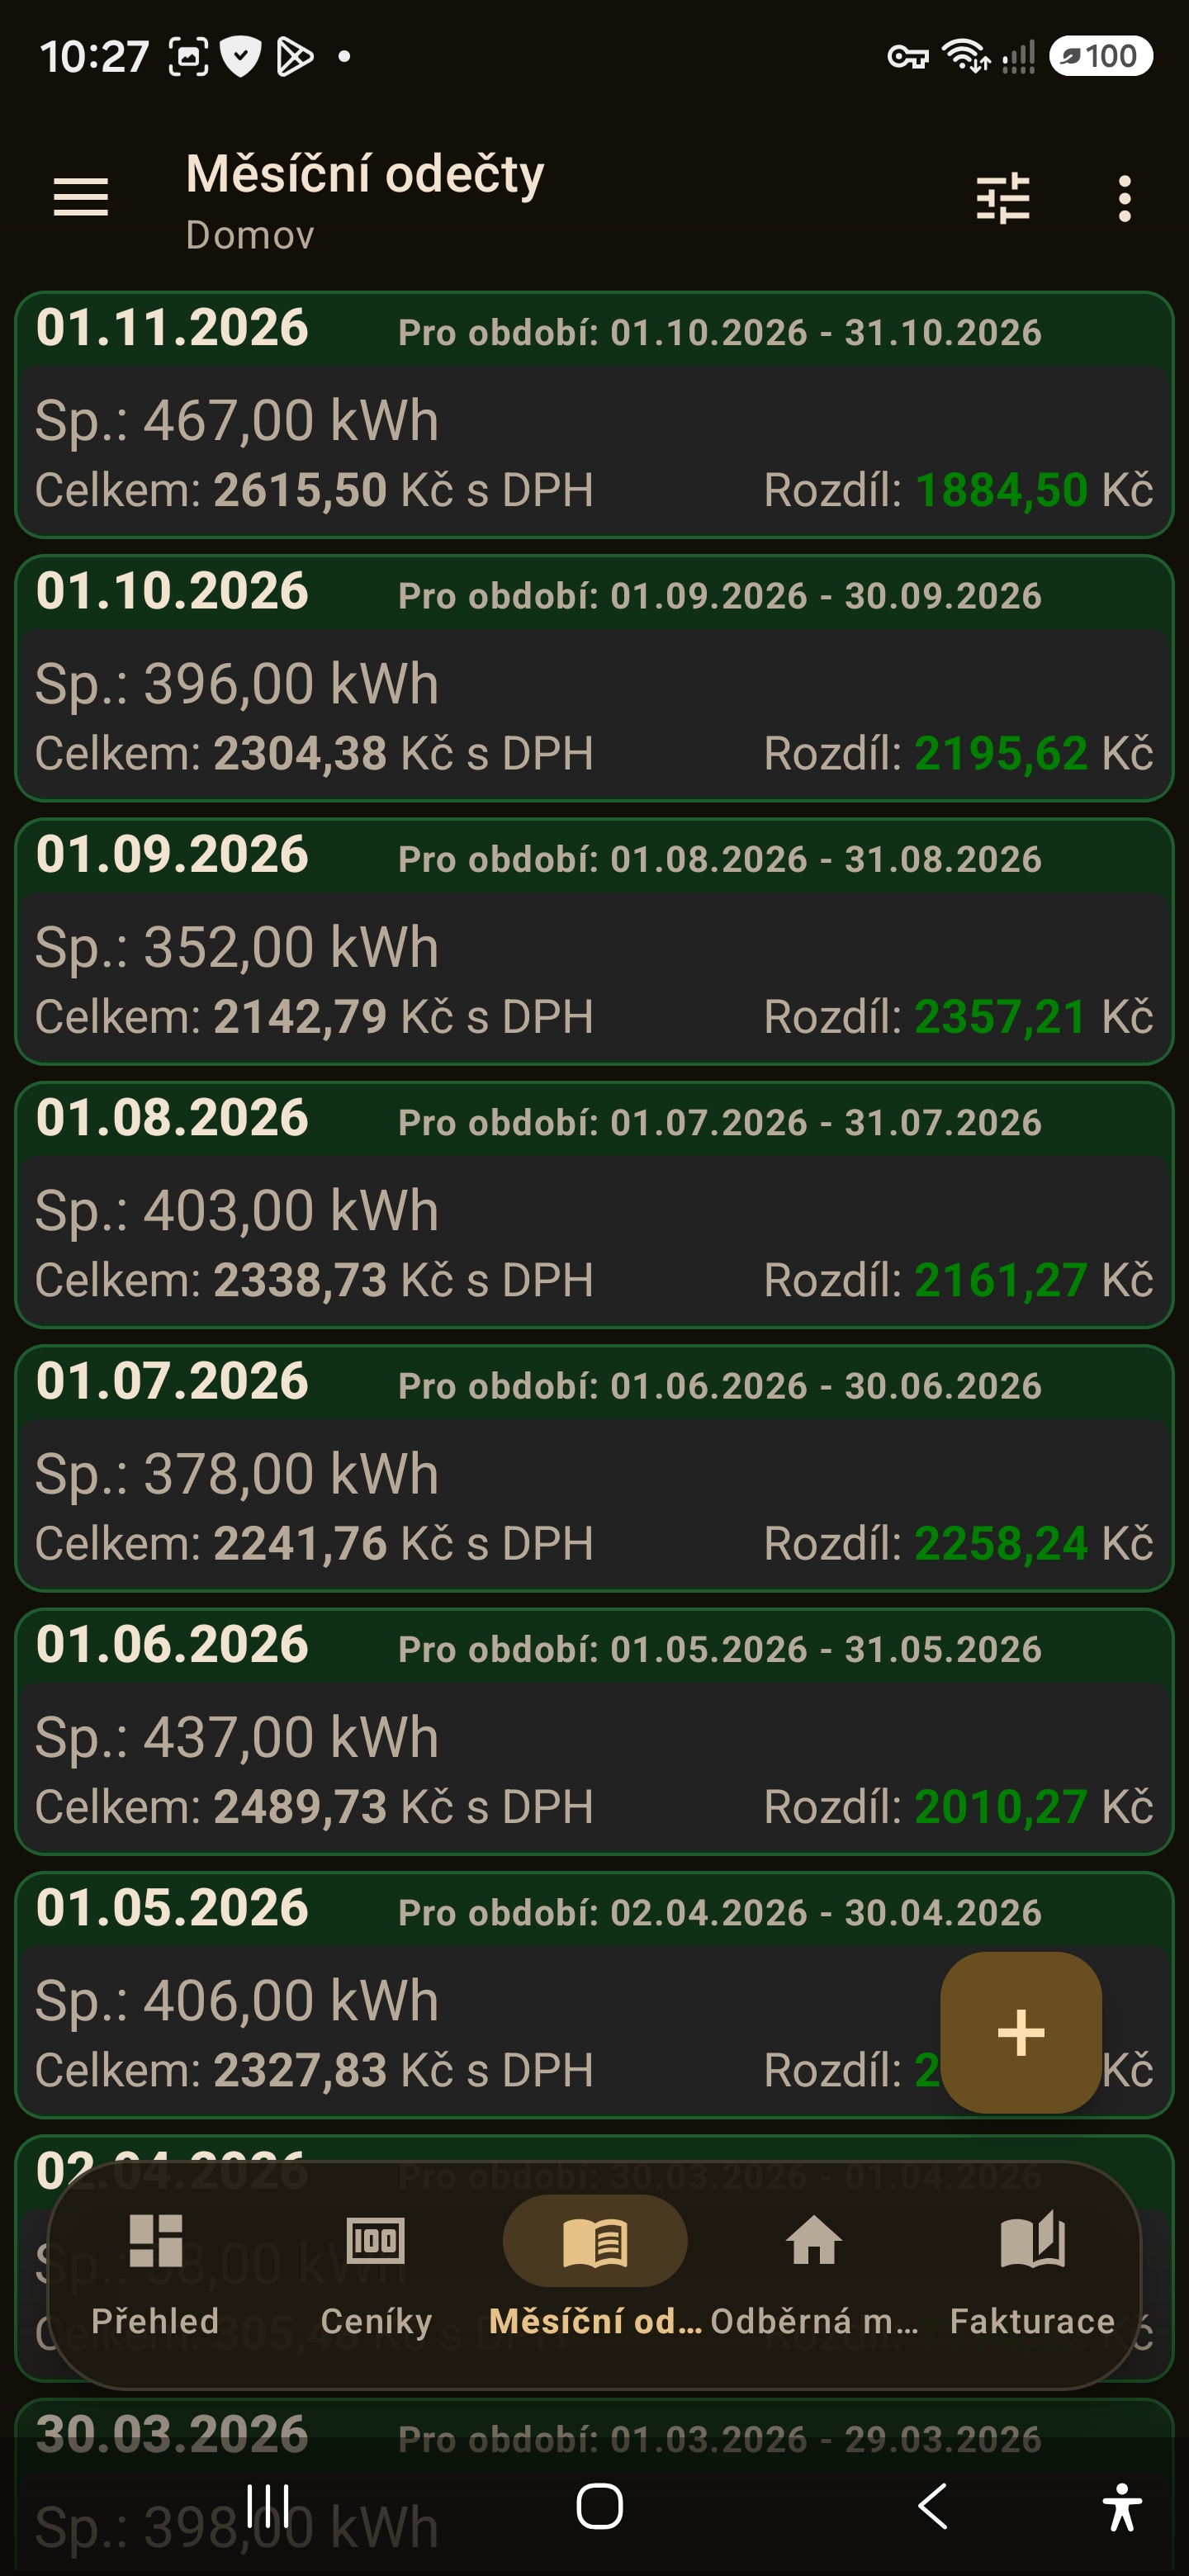 10:27
100
Měsíční odečty
Domov
01.11.2026 Pro období: 01.10.2026 - 31.10.2026
Sp.: 467,00 kWh
Celkem: 2615,50 Kč s DPH Rozdíl: 1884,50 Kč
01.10.2026 Pro období: 01.09.2026 - 30.09.2026
Sp.: 396,00 kWh
Celkem: 2304,38 Kč s DPH Rozdíl: 2195,62 Kč
01.09.2026 Pro období: 01.08.2026 - 31.08.2026
Sp.: 352,00 kWh
Celkem: 2142,79 Kč s DPH Rozdíl: 2357,21 Kč
01.08.2026 Pro období: 01.07.2026 - 31.07.2026
Sp.: 403,00 kWh
Celkem: 2338,73 Kč s DPH Rozdíl: 2161,27 Kč
01.07.2026 Pro období: 01.06.2026 - 30.06.2026
Sp.: 378,00 kWh
Celkem: 2241,76 Kč s DPH Rozdíl: 2258,24 Kč
01.06.2026 Pro období: 01.05.2026 - 31.05.2026
Sp.: 437,00 kWh
Celkem: 2489,73 Kč s DPH Rozdíl: 2010,27 Kč
01.05.2026 Pro období: 02.04.2026 - 30.04.2026
Sp.: 406,00 kWh
Celkem: 2327,83 Kč s DPH Rozdíl: 2 Kč
02.04.2026 Pro období: 30.03.2026 - 01.04.2026
100
Přehled Ceníky Měsíční od... Odběrná m... Fakturace
30.03.2026 Pro období: 01.03.2026 - 29.03.2026
Sp.: 398,00 kWh